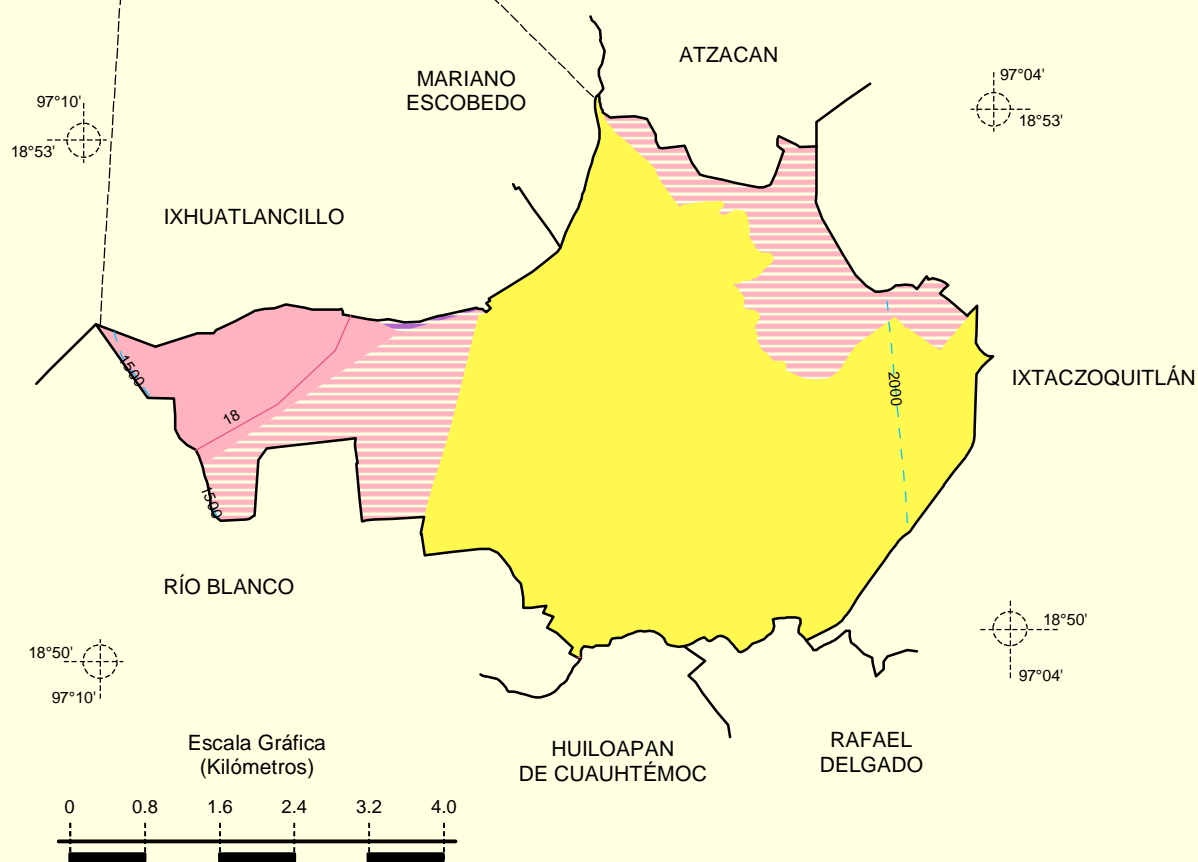 ATZACAN
MARIANO
ESCOBEDO
97°04'
18°53'
97°10'
18°53'
IXHUATLANCILLO
1500
18
2000
IXTACZOQUITLÁN
1500
RÍO BLANCO
18°50'
97°04'
18°50'
97°10'
Escala Gráfica
(Kilómetros)
HUILOAPAN
DE CUAUHTÉMOC
RAFAEL
DELGADO
0 0.8 1.6 2.4 3.2 4.0